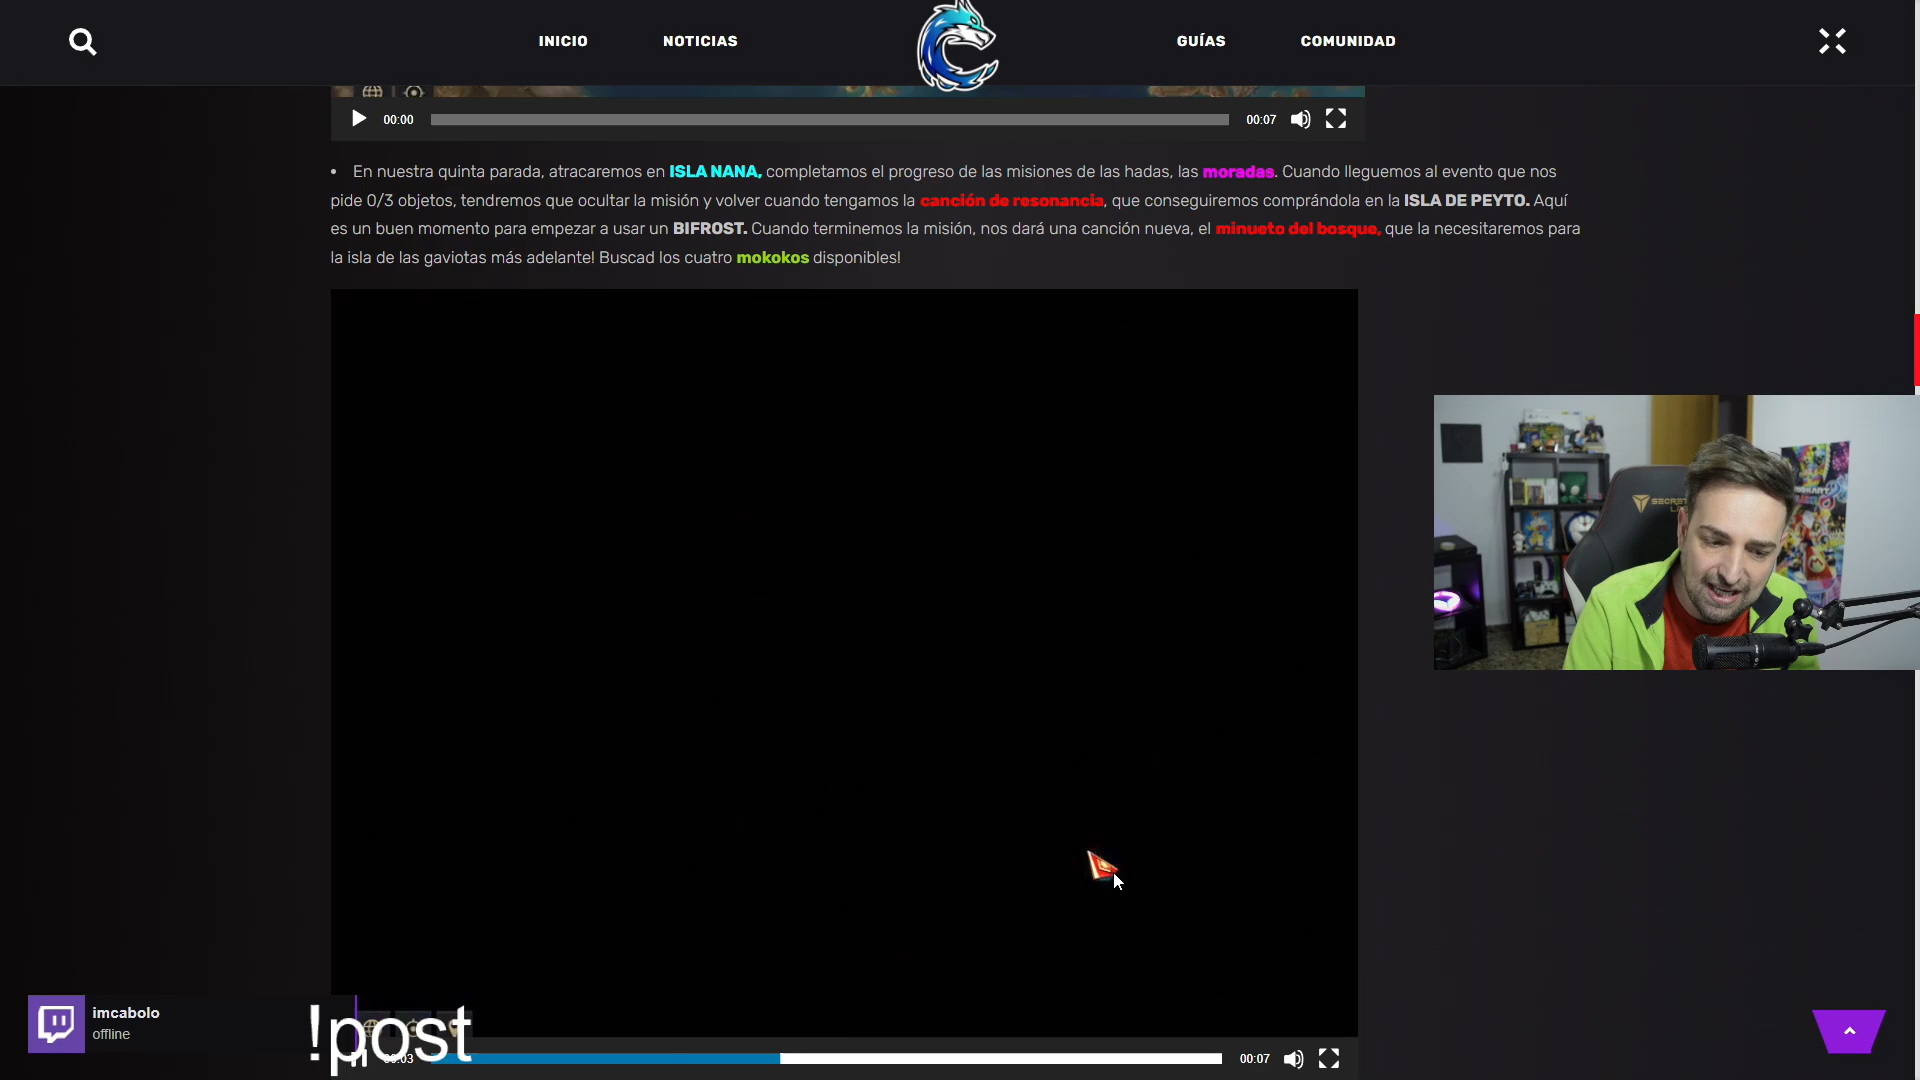 INICIO
NOTICIAS
GUÍAS
COMUNIDAD
00:00
00:07
• En nuestra quinta parada, atracaremos en ISLA NANA, completamos el progreso de las misiones de las hadas, las moradas. Cuando lleguemos al evento que nos
pide 0/3 objetos, tendremos que ocultar la misión y volver cuando tengamos la canción de resonancia, que conseguiremos comprándola en la ISLA DE PEYTO. Aquí
es un buen momento para empezar a usar un BIFROST. Cuando terminemos la misión, nos dará una canción nueva, el minueto del bosque, que la necesitaremos para
la isla de las gaviotas más adelante! Buscad los cuatro mokokos disponibles!
imcabolo
offline
!post
00:03
00:07